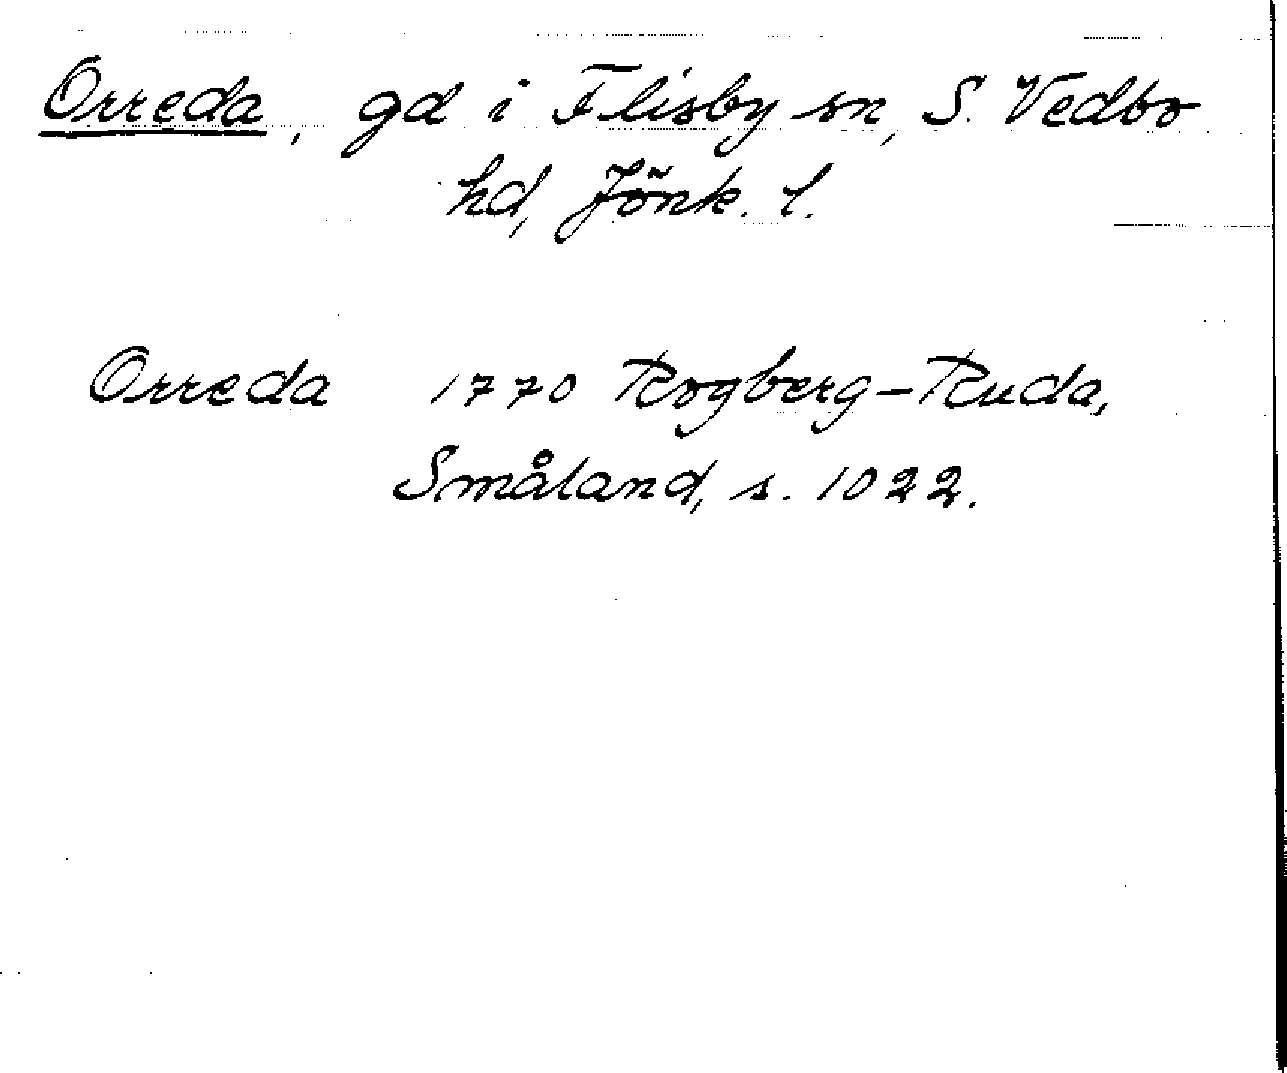 Orreda, gd i Flisby sn, S. Vedbo
hd, Jönk. l.
Orreda 1770 Rogberg-Ruda,
Småland, s. 1022.